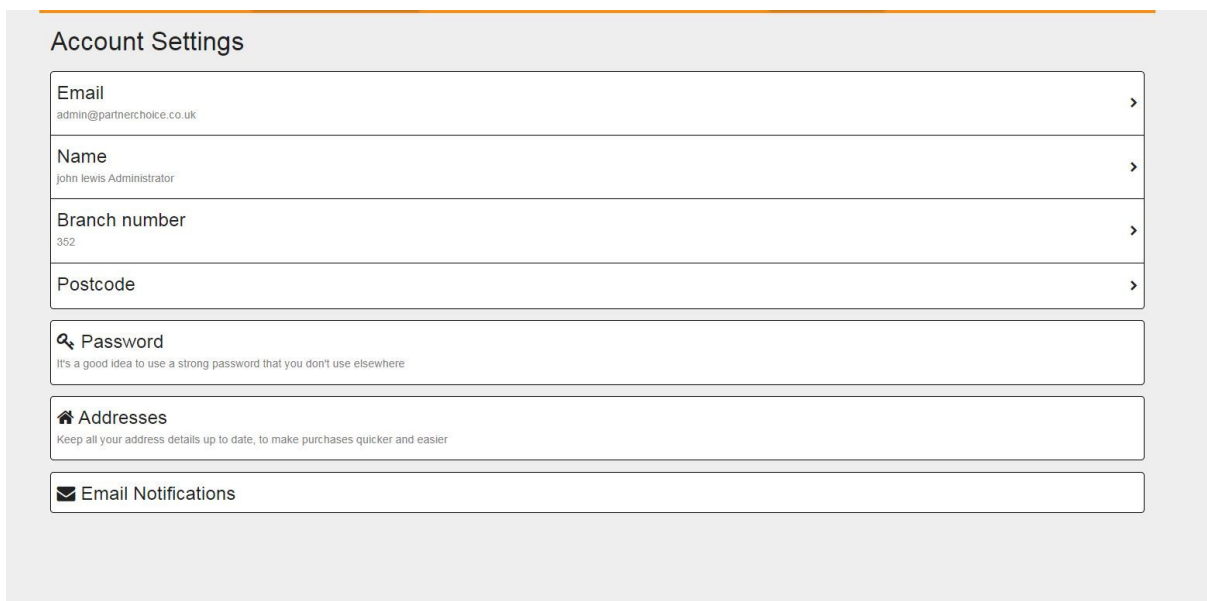 Account Settings
Email
admin@partnerchoice.co.uk
Name
john lewis Administrator
Branch number
352
Postcode
Password
It's a good idea to use a strong password that you don't use elsewhere
Addresses
Keep all your address details up to date, to make purchases quicker and easier
Email Notifications